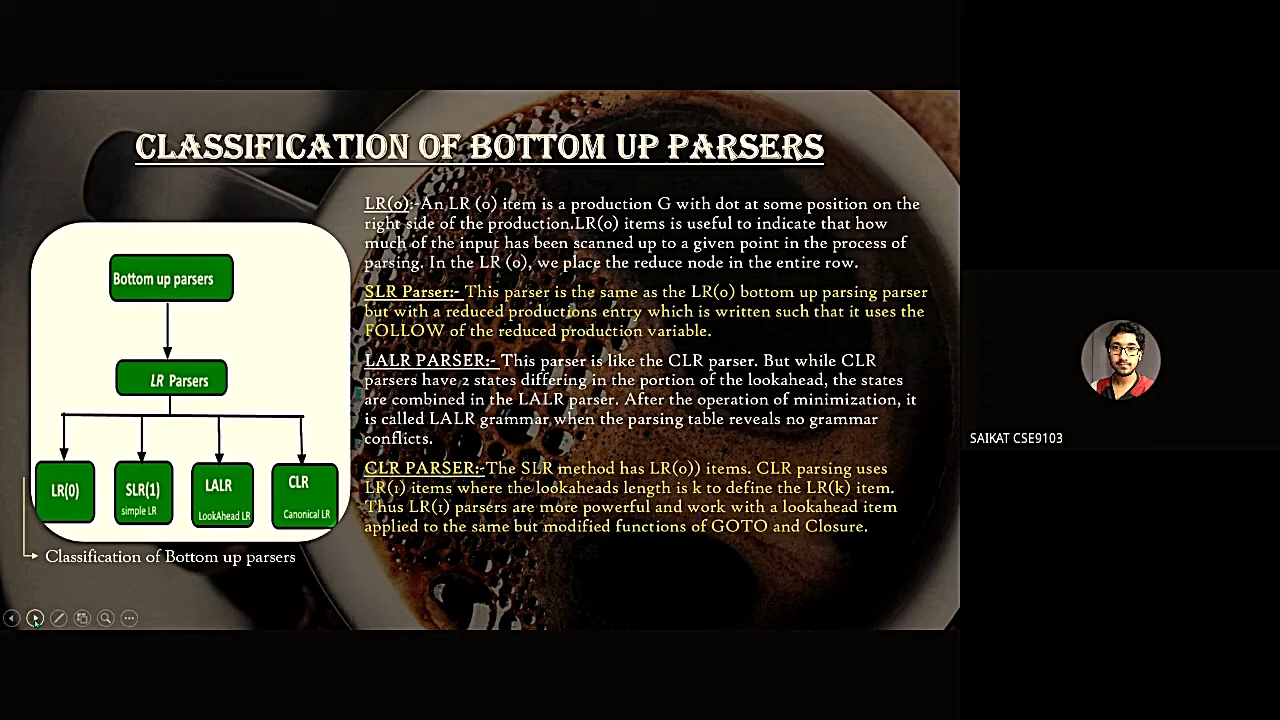 CLASSIFICATION OF BOTTOM UP PARSERS
Bottom up parsers
LR Parsers
LR(0)
SLR(1)
simple LR
LALR
LookAhead LR
CLR
Canonical LR
Classification of Bottom up parsers
LR(0):-An LR (0) item is a production G with dot at some position on the
right side of the production.LR(0) items is useful to indicate that how
much of the input has been scanned up to a given point in the process of
parsing. In the LR (0), we place the reduce node in the entire row.
SLR Parser:- This parser is the same as the LR(0) bottom up parsing parser
but with a reduced productions entry which is written such that it uses the
FOLLOW of the reduced production variable.
LALR PARSER:- This parser is like the CLR parser. But while CLR
parsers have 2 states differing in the portion of the lookahead, the states
are combined in the LALR parser. After the operation of minimization, it
is called LALR grammar when the parsing table reveals no grammar
conflicts.
CLR PARSER:-The SLR method has LR(0)) items. CLR parsing uses
LR(1) items where the lookaheads length is k to define the LR(k) item.
Thus LR(1) parsers are more powerful and work with a lookahead item
applied to the same but modified functions of GOTO and Closure.
SAIKAT CSE9103